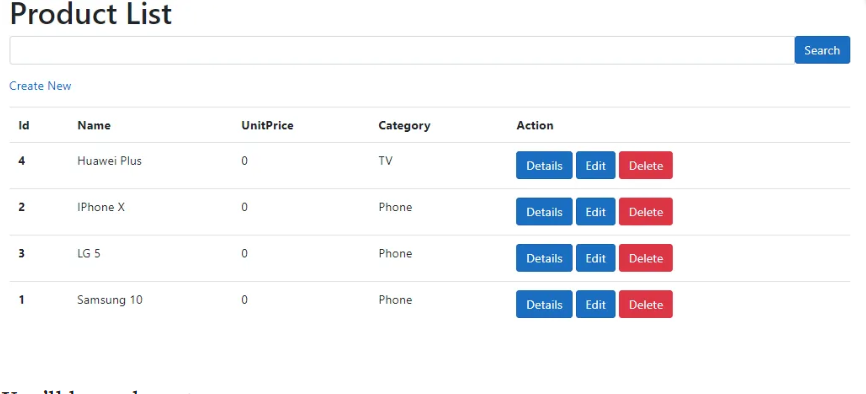 Product List
Search
Create New
Id Name UnitPrice Category Action
4 Huawei Plus 0 TV Details Edit Delete
2 IPhone X 0 Phone Details Edit Delete
3 LG 5 0 Phone Details Edit Delete
1 Samsung 10 0 Phone Details Edit Delete